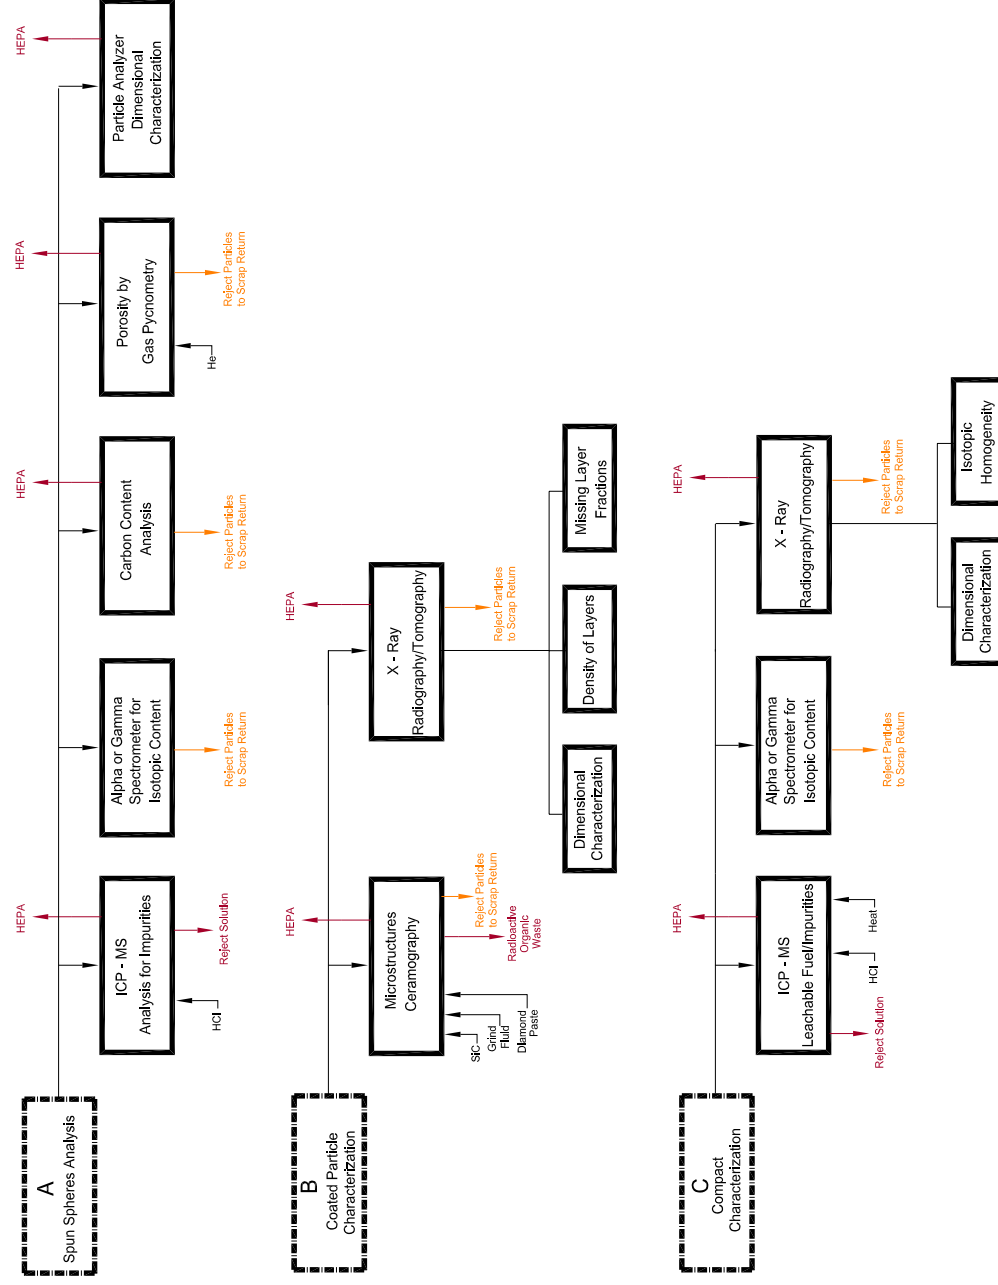 A
Spun Spheres Analysis
HEPA
ICP - MS
Analysis for Impurities
HCl
Reject Solution
Alpha or Gamma
Spectrometer for
Isotopic Content
Reject Particles
to Scrap Return
HEPA
Carbon Content
Analysis
Reject Particles
to Scrap Return
HEPA
Porosity by
Gas Pycnometry
He
Reject Particles
to Scrap Return
HEPA
Particle Analyzer
Dimensional
Characterization
B
Coated Particle
Characterization
HEPA
Microstructures
Ceramography
SiC
Grind
Fluid
Diamond
Paste
Radioactive
Organic
Waste
Reject Particles
to Scrap Return
HEPA
X - Ray
Radiography/Tomography
Reject Particles
to Scrap Return
Dimensional
Characterization
Density of Layers
Missing Layer
Fractions
C
Compact
Characterization
HEPA
ICP - MS
Leachable Fuel/Impurities
Reject Solution
HCl
Heat
Alpha or Gamma
Spectrometer for
Isotopic Content
Reject Particles
to Scrap Return
HEPA
X - Ray
Radiography/Tomography
Reject Particles
to Scrap Return
Dimensional
Characterization
Isotopic
Homogeneity